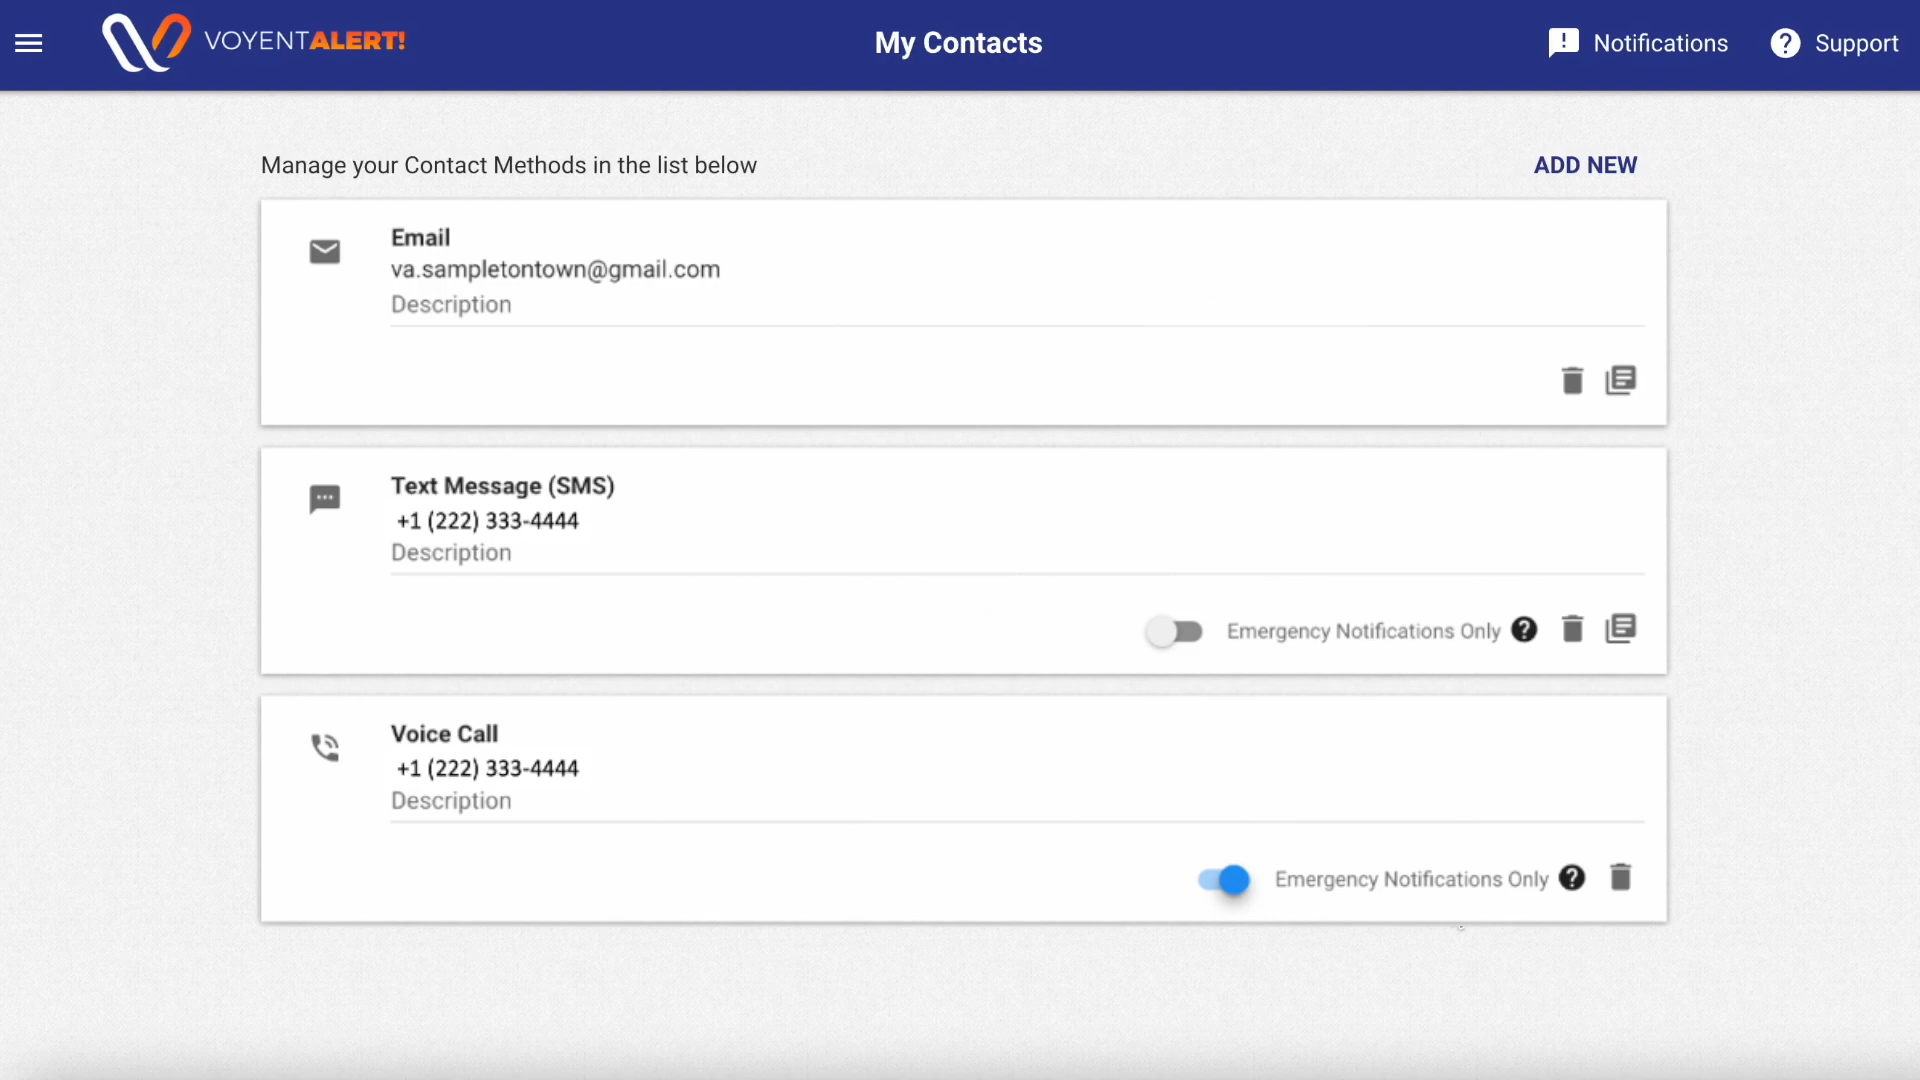 VOYENTALERT!
My Contacts
Notifications
Support
Manage your Contact Methods in the list below
ADD NEW
Email
va.sampletontown@gmail.com
Description
Text Message (SMS)
+1 (222) 333-4444
Description
Emergency Notifications Only
Voice Call
+1 (222) 333-4444
Description
Emergency Notifications Only